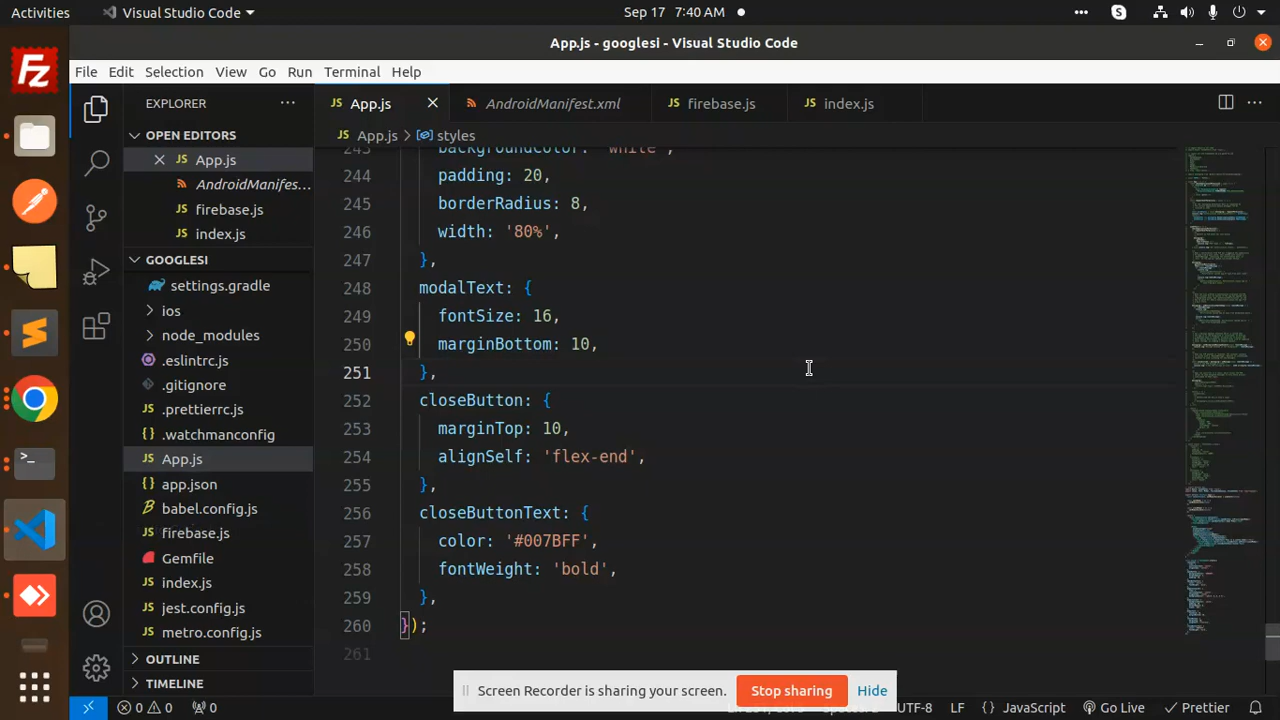 Activities
Visual Studio Code
Sep 17 7:40 AM
App.js - googlesi - Visual Studio Code
File Edit Selection View Go Run Terminal Help
EXPLORER
OPEN EDITORS
App.js
AndroidManifes...
firebase.js
index.js
GOOGLESI
settings.gradle
ios
node_modules
.eslintrc.js
.gitignore
.prettierrc.js
.watchmanconfig
App.js
app.json
babel.config.js
firebase.js
Gemfile
index.js
jest.config.js
metro.config.js
OUTLINE
TIMELINE
App.js AndroidManifest.xml firebase.js index.js
App.js > styles
243 backgroundColor: 'white',
244 padding: 20,
245 borderRadius: 8,
246 width: '80%',
247 },
248 modalText: {
249 fontSize: 16,
250 marginBottom: 10,
251 },
252 closeButton: {
253 marginTop: 10,
254 alignSelf: 'flex-end',
255 },
256 closeButtonText: {
257 color: '#007BFF',
258 fontWeight: 'bold',
259 },
260 });
261
Screen Recorder is sharing your screen. Stop sharing Hide
0 0 0 UTF-8 LF {} JavaScript Go Live Prettier